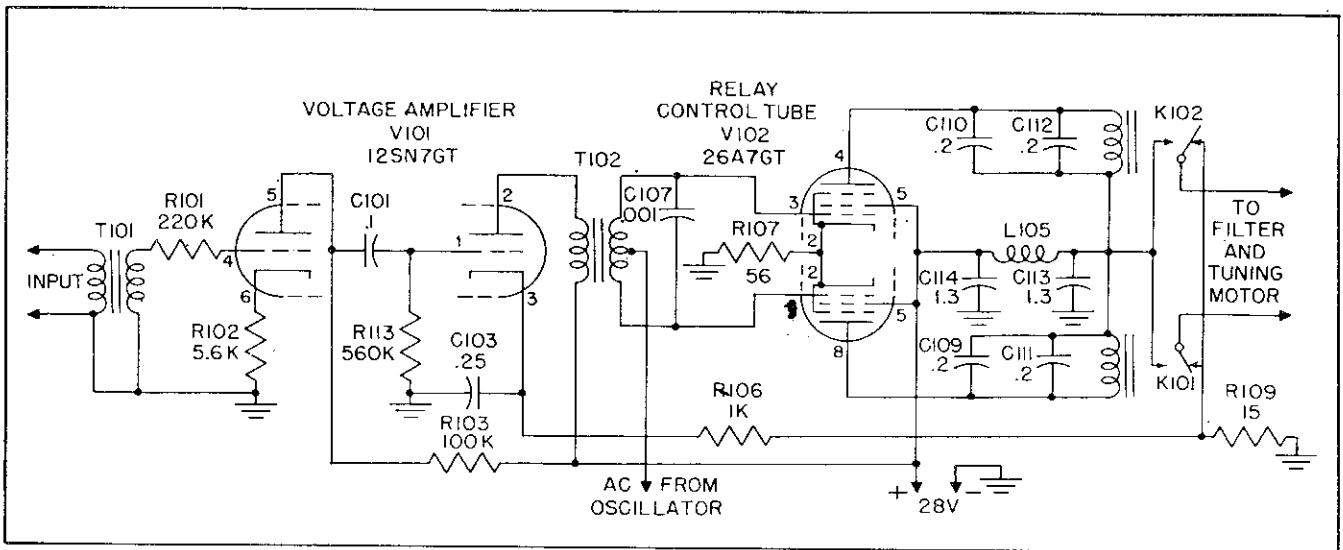 VOLTAGE AMPLIFIER
V101
12SN7GT
RELAY
CONTROL TUBE
V102
26A7GT
T101
INPUT
R101
220K
4
5
6
R102
5.6K
C101
.1
R113
560K
C103
.25
R103
100K
2
1
3
T102
C107
.001
R107
56
AC FROM
OSCILLATOR
R106
1K
4
3
5
2
2
5
8
C110
.2
C112
.2
L105
C114
1.3
C113
1.3
C109
.2
C111
.2
K102
TO
FILTER
AND
TUNING
MOTOR
K101
R109
15
+ 28V -